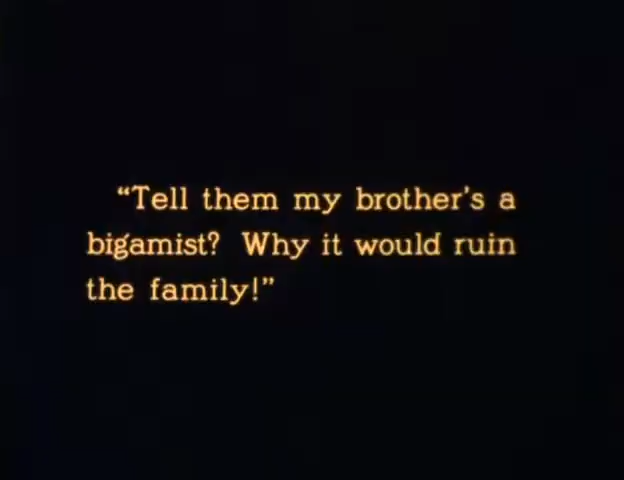 “Tell them my brother's a
bigamist? Why it would ruin
the family!”